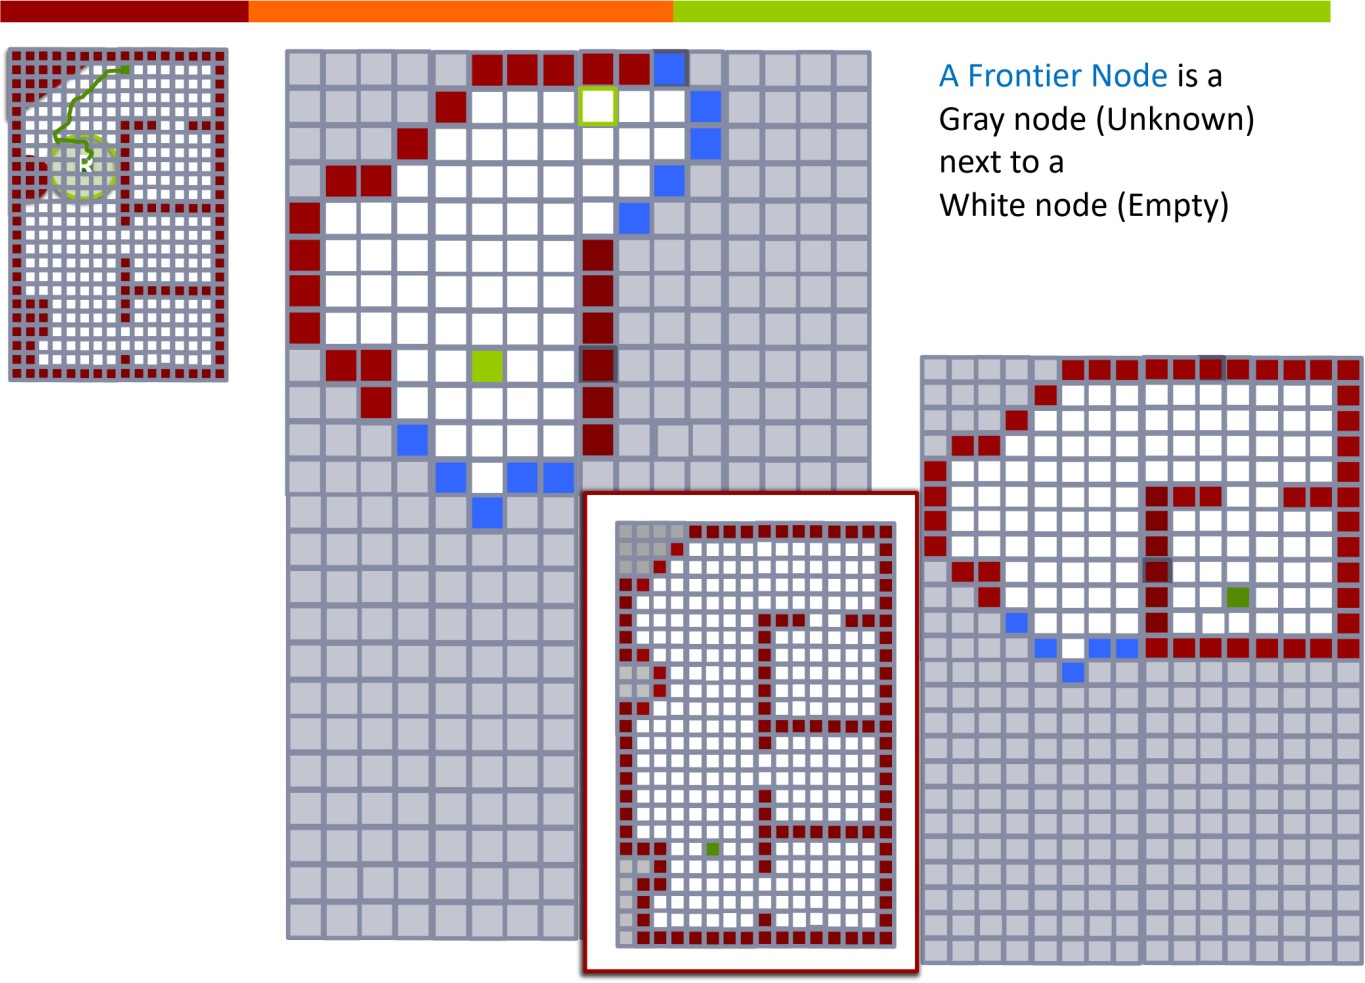 A Frontier Node is a
Gray node (Unknown)
next to a
White node (Empty)